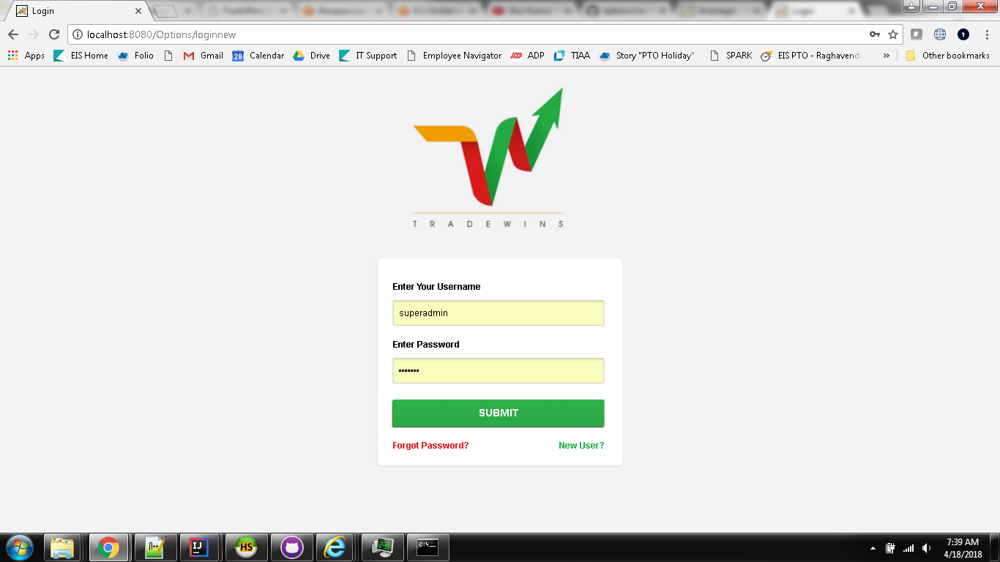 Login
localhost:8080/Options/loginnew
Apps EIS Home Folio Gmail 28 Calendar Drive IT Support Employee Navigator ADP TIAA Story "PTO Holiday" - SPARK EIS PTO - Raghavend » Other bookmarks
TRADEWINS
Enter Your Username
superadmin
Enter Password
•••••••
SUBMIT
Forgot Password? New User?
7:39 AM
4/18/2018